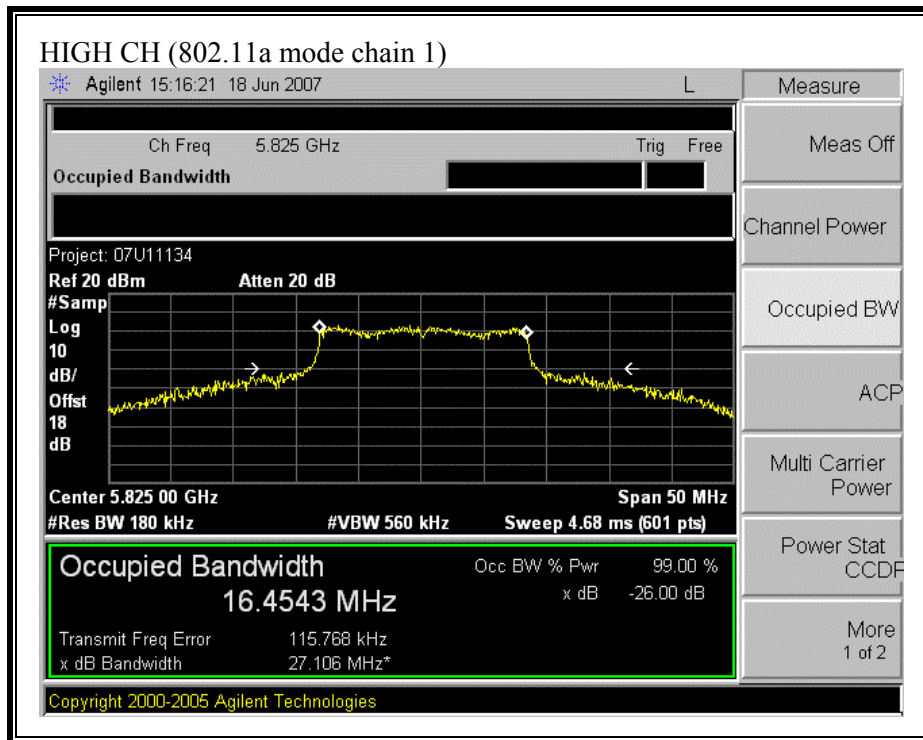 HIGH CH (802.11a mode chain 1)
Agilent 15:16:21 18 Jun 2007 L
Measure
Ch Freq 5.825 GHz Trig Free
Occupied Bandwidth
Meas Off
Channel Power
Occupied BW
ACP
Multi Carrier
Power
Power Stat
CCDF
More
1 of 2
Project: 07U11134
Ref 20 dBm Atten 20 dB
#Samp
Log
10
dB/
Offst
18
dB
Center 5.825 00 GHz Span 50 MHz
#Res BW 180 kHz #VBW 560 kHz Sweep 4.68 ms (601 pts)
Occupied Bandwidth
16.4543 MHz
Occ BW % Pwr 99.00 %
x dB -26.00 dB
Transmit Freq Error 115.768 kHz
x dB Bandwidth 27.106 MHz*
Copyright 2000-2005 Agilent Technologies